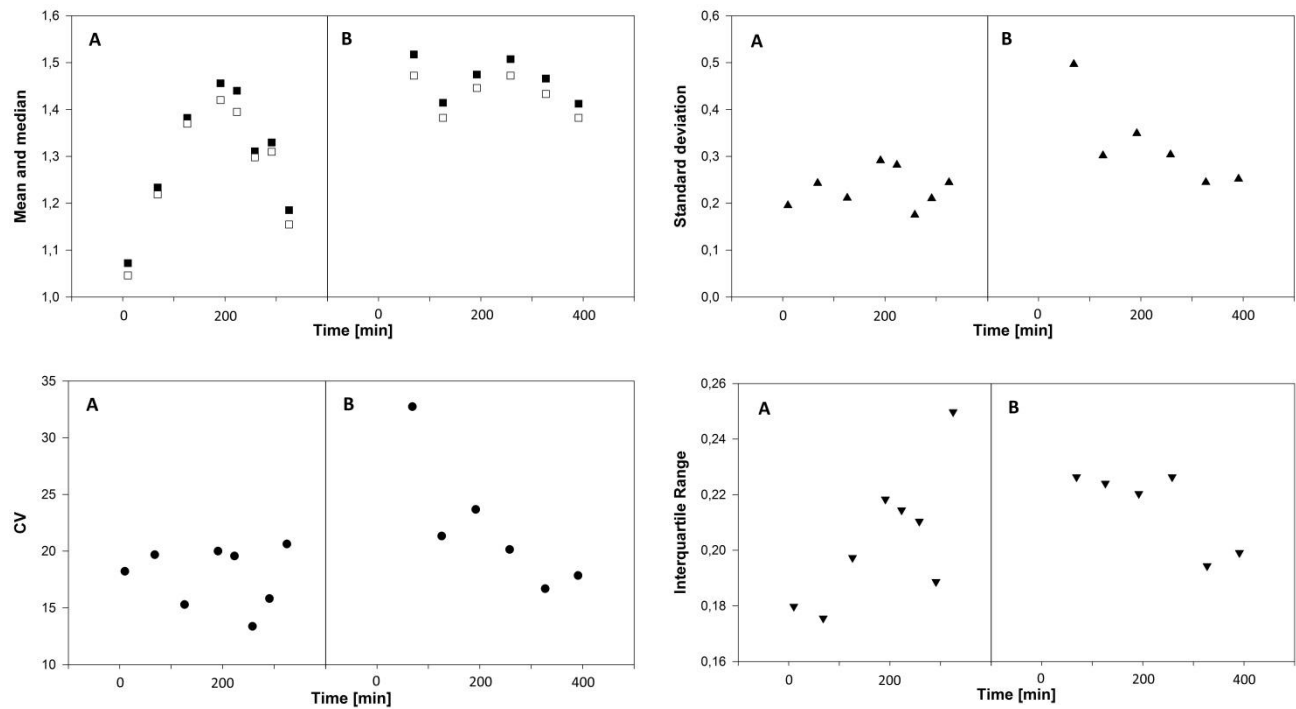 Mean and median
1,6
1,5
1,4
1,3
1,2
1,1
1,0
A
B
0 200 0 200 400
Time [min]
Standard deviation
0,6
0,5
0,4
0,3
0,2
0,1
0,0
A
B
0 200 0 200 400
Time [min]
CV
35
30
25
20
15
10
A
B
0 200 0 200 400
Time [min]
Interquartile Range
0,26
0,24
0,22
0,20
0,18
0,16
A
B
0 200 0 200 400
Time [min]